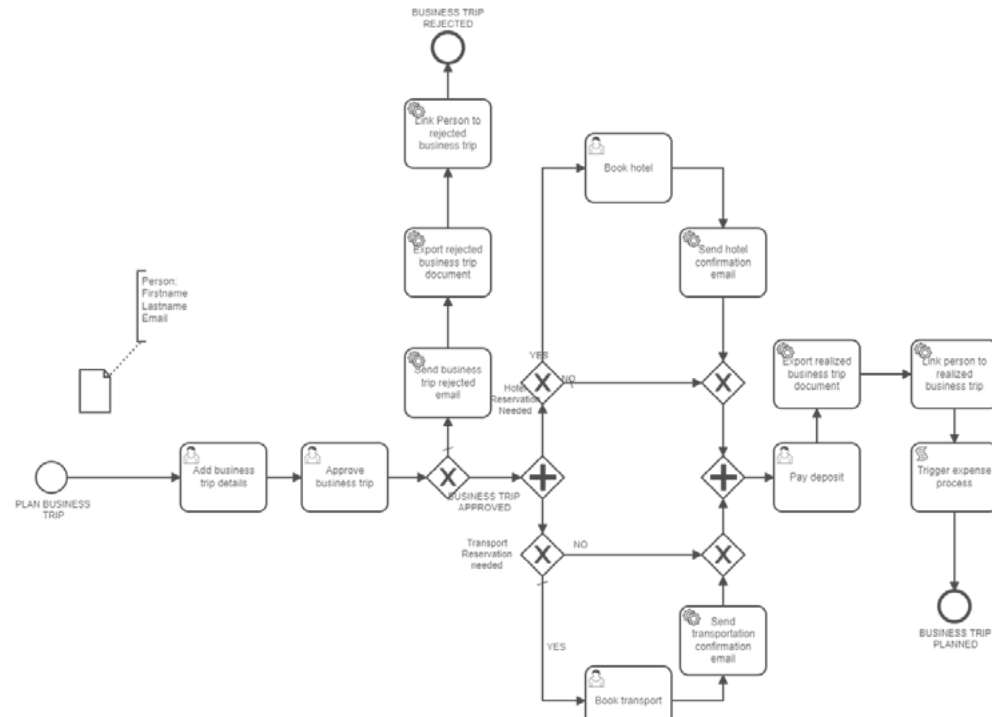 BUSINESS TRIP
REJECTED
Link Person to
rejected
business trip
Book hotel
Export rejected
business trip
document
Send hotel
confirmation
email
Person:
Firstname
Lastname
Email
Send business
trip rejected
email
YES
NO
Hotel
Reservation
Needed
Export realized
business trip
document
Link person to
realized
business trip
Add business
trip details
Approve
business trip
BUSINESS TRIP
APPROVED
Pay deposit
Trigger expense
process
PLAN BUSINESS
TRIP
Transport
Reservation
needed
NO
Send
transportation
confirmation
email
YES
BUSINESS TRIP
PLANNED
Book transport